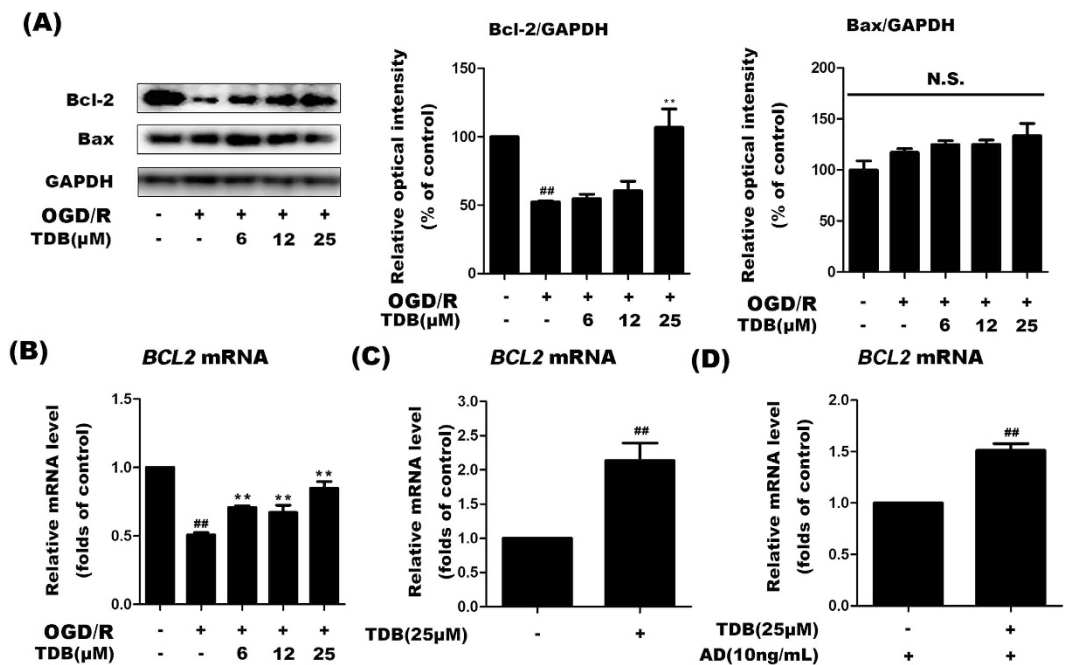 (A)
Bcl-2
Bax
GAPDH
OGD/R - + + + +
TDB(µM) - - 6 12 25
Bcl-2/GAPDH
Relative optical intensity
(% of control)
150
100
50
0
##
**
OGD/R - + + + +
TDB(µM) 6 12 25
Bax/GAPDH
Relative optical intensity
(% of control)
200
150
100
50
0
N.S.
OGD/R - + + + +
TDB(µM) - - 6 12 25
(B)
BCL2 mRNA
Relative mRNA level
(folds of control)
1.5
1.0
0.5
0.0
##
**
**
**
OGD/R - + + + +
TDB(µM) - - 6 12 25
(C)
BCL2 mRNA
Relative mRNA level
(folds of control)
3.0
2.5
2.0
1.5
1.0
0.5
0.0
##
TDB(25µM) - +
(D)
BCL2 mRNA
Relative mRNA level
(folds of control)
2.0
1.5
1.0
0.5
0.0
##
TDB(25µM) - +
AD(10ng/mL) + +